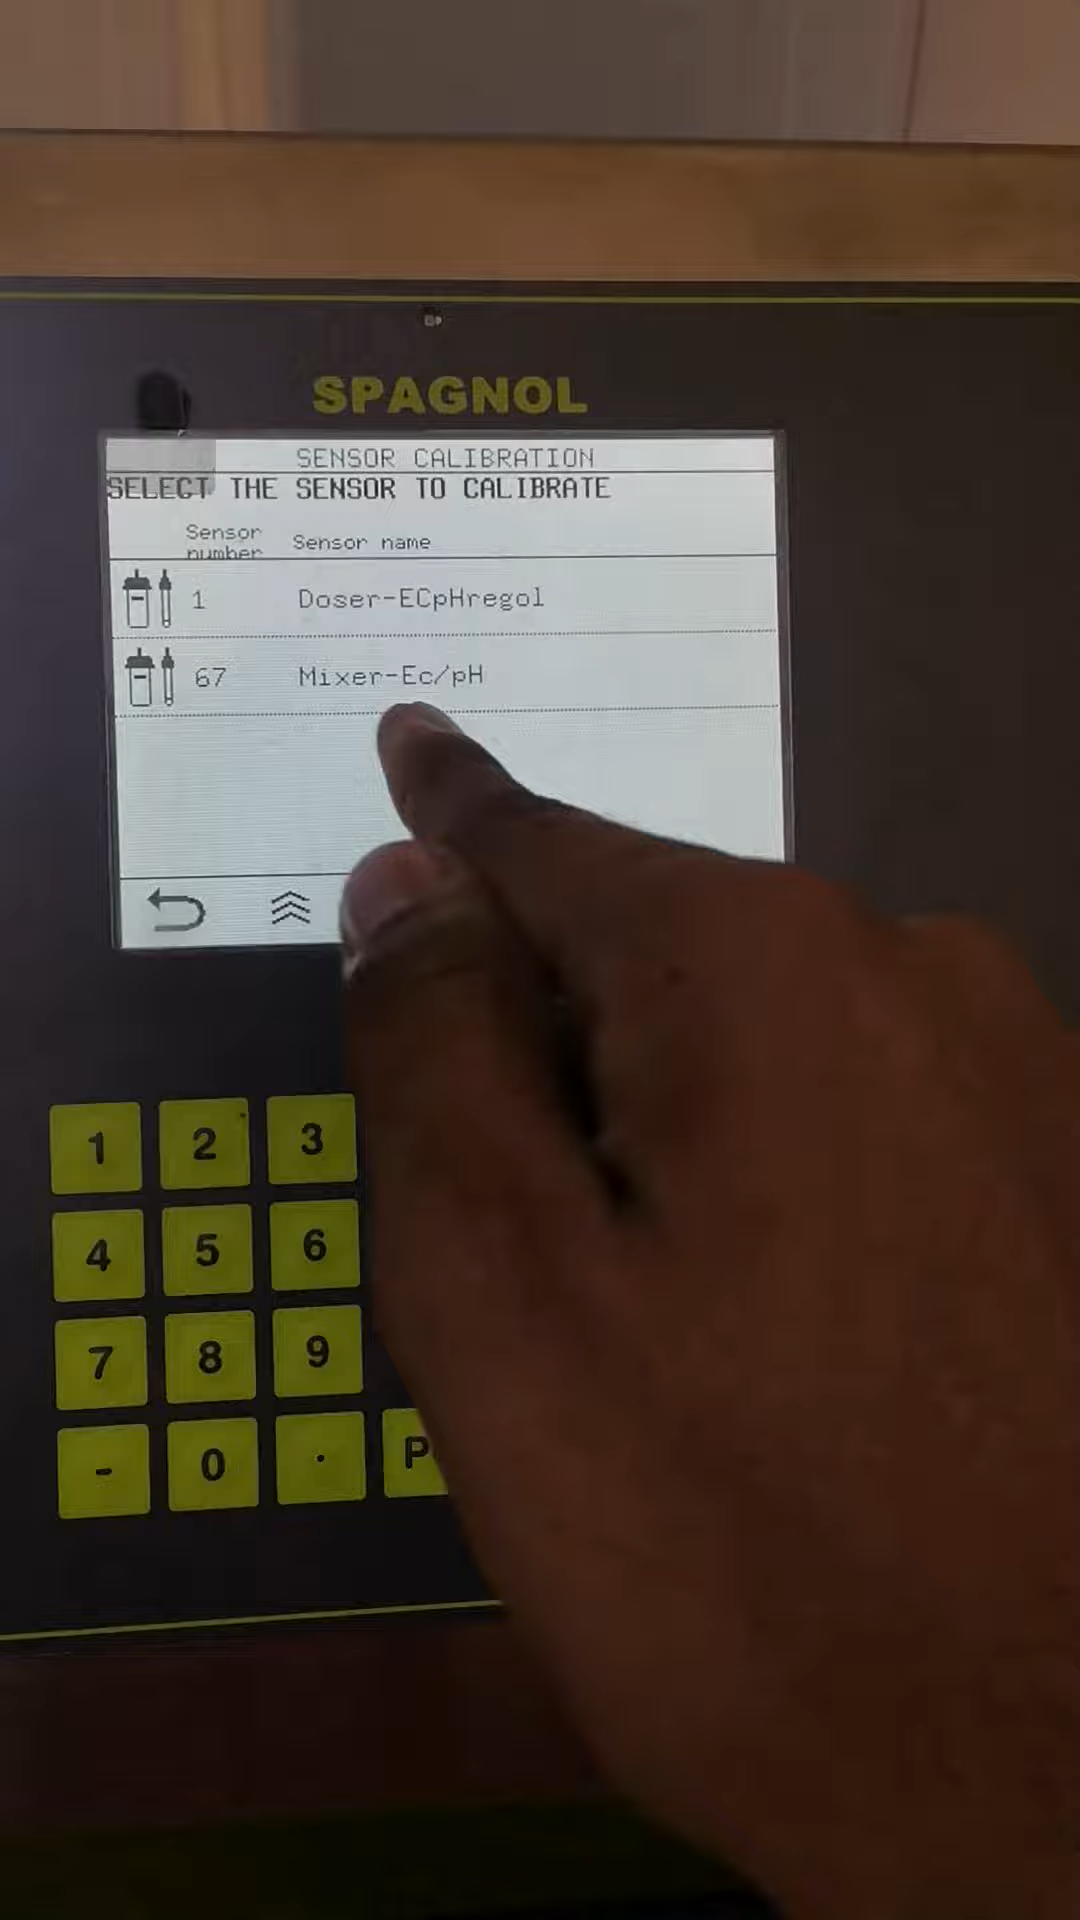 SPAGNOL
SENSOR CALIBRATION
SELECT THE SENSOR TO CALIBRATE
Sensor number Sensor name
1 Doser-ECpHregol
67 Mixer-Ec/pH
1 2 3
4 5 6
7 8 9
- 0 . P